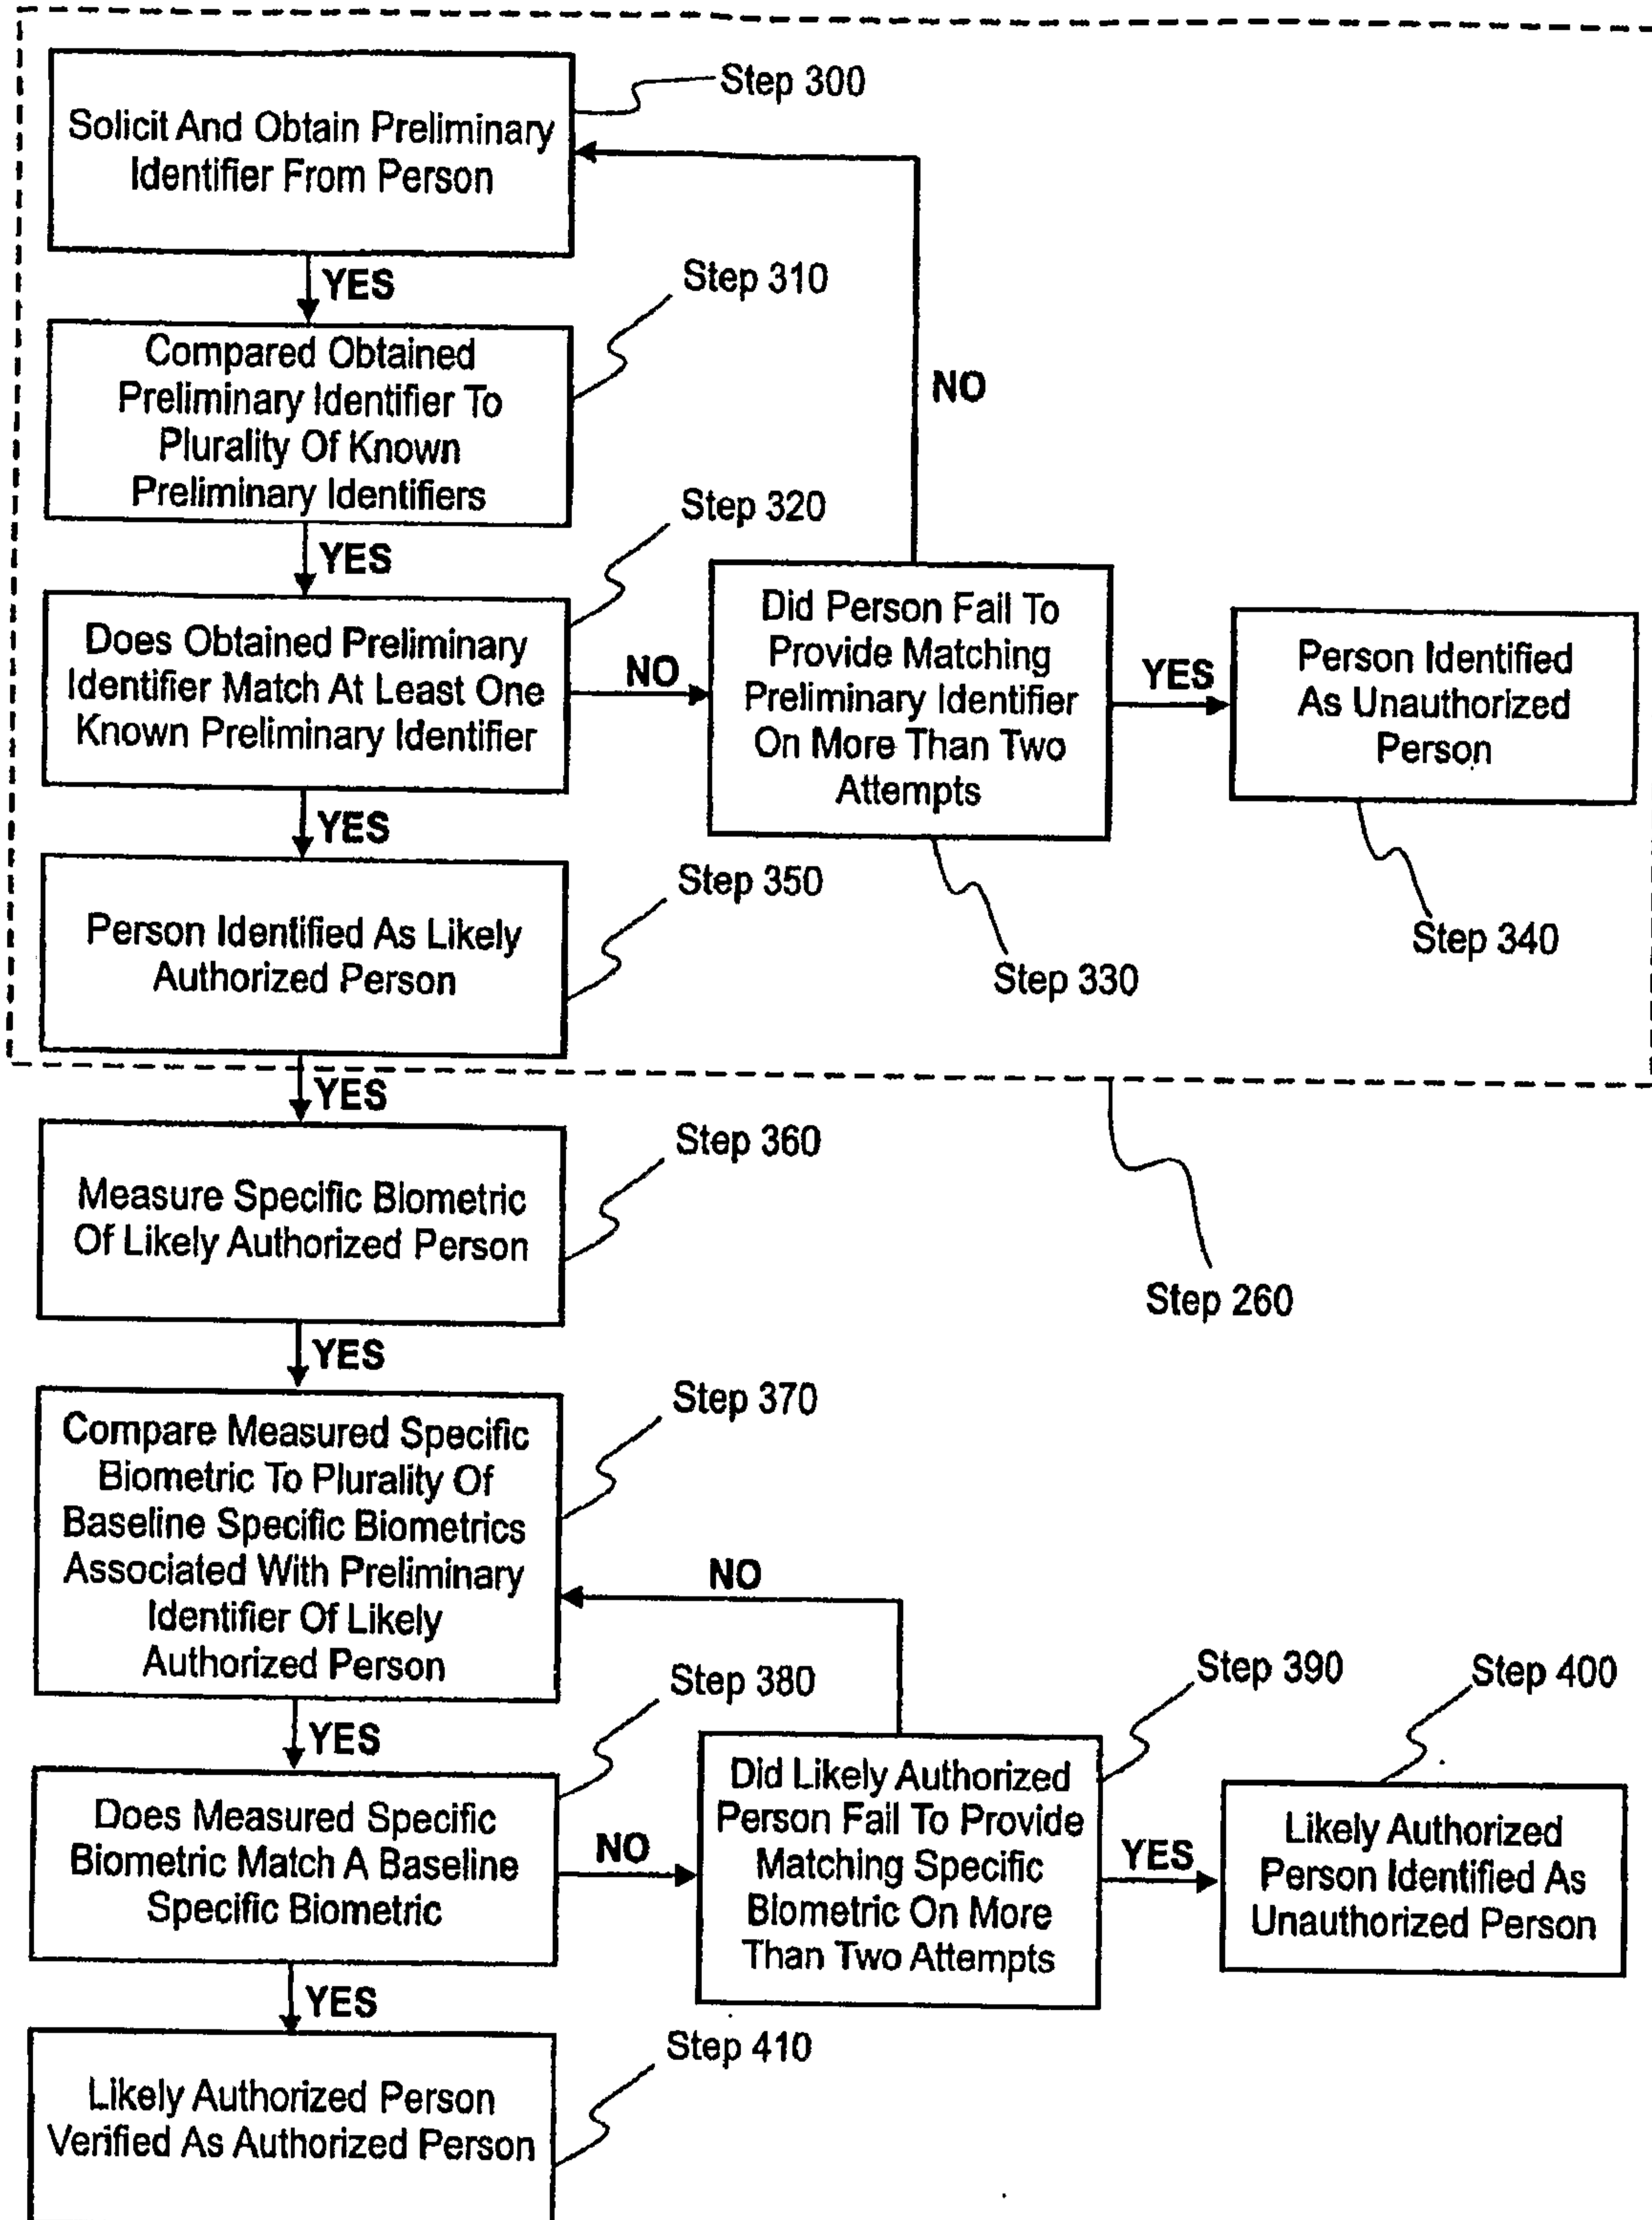 Step 300
Solicit And Obtain Preliminary
Identifier From Person
YES
Step 310
Compared Obtained
Preliminary Identifier To
Plurality Of Known
Preliminary Identifiers
NO
YES
Step 320
Does Obtained Preliminary
Identifier Match At Least One
Known Preliminary Identifier
NO
Did Person Fail To
Provide Matching
Preliminary Identifier
On More Than Two
Attempts
YES
Person Identified
As Unauthorized
Person
Step 330
Step 340
YES
Step 350
Person Identified As Likely
Authorized Person
YES
Step 260
Step 360
Measure Specific Biometric
Of Likely Authorized Person
YES
Step 370
Compare Measured Specific
Biometric To Plurality Of
Baseline Specific Biometrics
Associated With Preliminary
Identifier Of Likely
Authorized Person
NO
YES
Step 380
Does Measured Specific
Biometric Match A Baseline
Specific Biometric
NO
Step 390
Did Likely Authorized
Person Fail To Provide
Matching Specific
Biometric On More
Than Two Attempts
YES
Step 400
Likely Authorized
Person Identified As
Unauthorized Person
YES
Step 410
Likely Authorized Person
Verified As Authorized Person